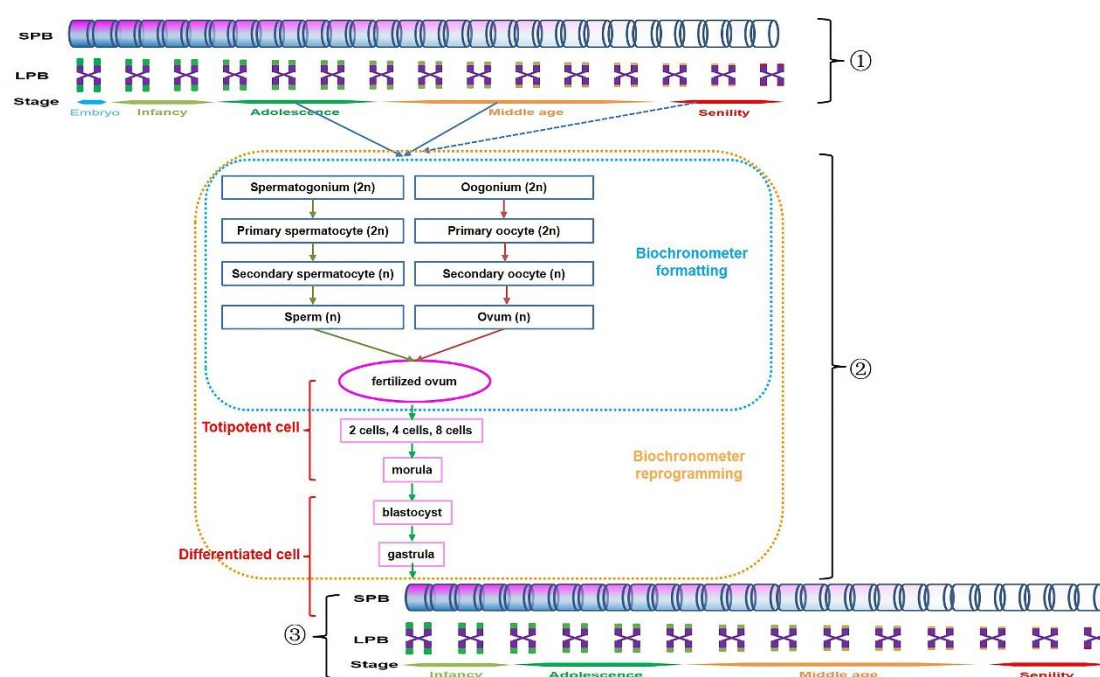 SPB
①
LPB
Stage
Embryo Infancy Adolescence Middle age Senility
Spermatogonium (2n) Oogonium (2n)
Primary spermatocyte (2n) Primary oocyte (2n)
Biochronometer
formatting
Secondary spermatocyte (n) Secondary oocyte (n)
Sperm (n) Ovum (n)
②
fertilized ovum
Totipotent cell
2 cells, 4 cells, 8 cells
Biochronometer
reprogramming
morula
blastocyst
Differentiated cell
gastrula
SPB
③
LPB
Stage
Infancy Adolescence Middle age Senility